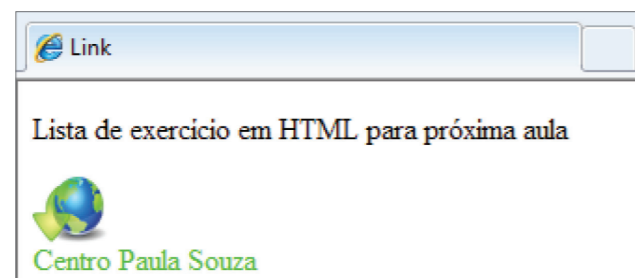 Link
Lista de exercício em HTML para próxima aula
Centro Paula Souza